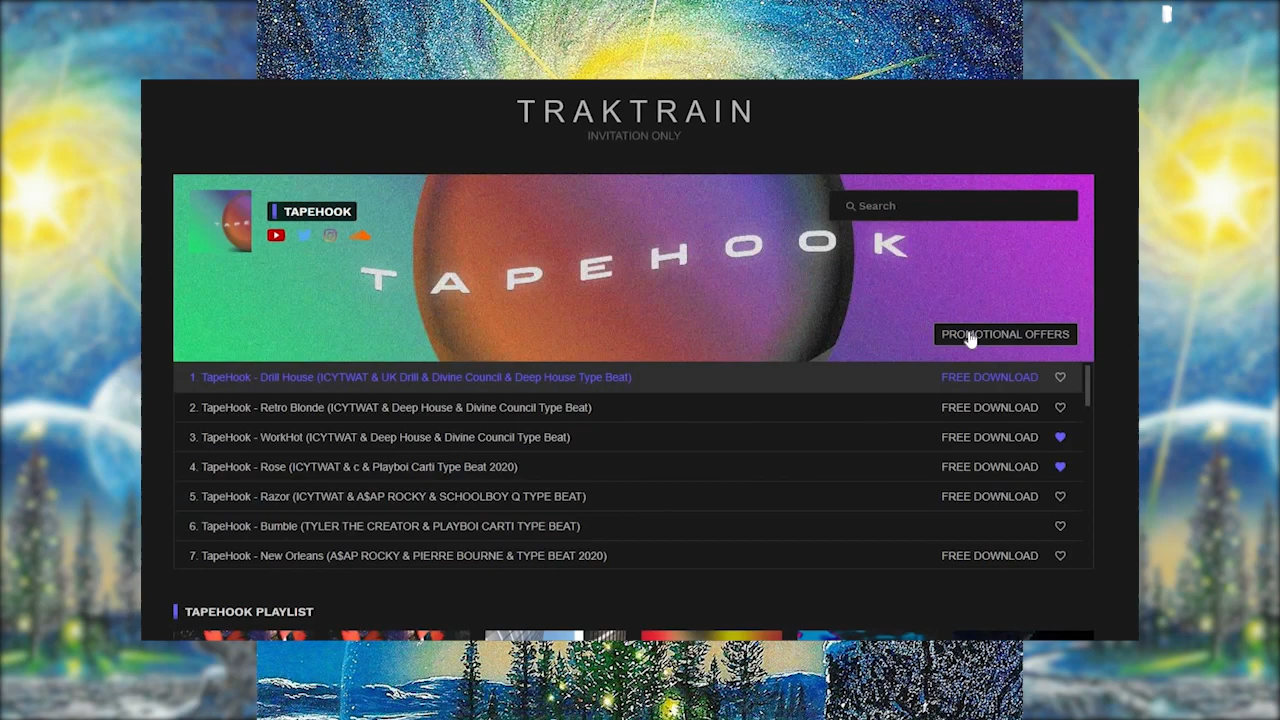 TRAKTRAIN
INVITATION ONLY
TAPEHOOK
Search
TAPEHOOK
PROMOTIONAL OFFERS
1. TapeHook - Drill House (ICYTWAT & UK Drill & Divine Council & Deep House Type Beat) FREE DOWNLOAD
2. TapeHook - Retro Blonde (ICYTWAT & Deep House & Divine Council Type Beat) FREE DOWNLOAD
3. TapeHook - WorkHot (ICYTWAT & Deep House & Divine Council Type Beat) FREE DOWNLOAD
4. TapeHook - Rose (ICYTWAT & c & Playboi Carti Type Beat 2020) FREE DOWNLOAD
5. TapeHook - Razor (ICYTWAT & A$AP ROCKY & SCHOOLBOY Q TYPE BEAT) FREE DOWNLOAD
6. TapeHook - Bumble (TYLER THE CREATOR & PLAYBOI CARTI TYPE BEAT)
7. TapeHook - New Orleans (A$AP ROCKY & PIERRE BOURNE & TYPE BEAT 2020) FREE DOWNLOAD
TAPEHOOK PLAYLIST